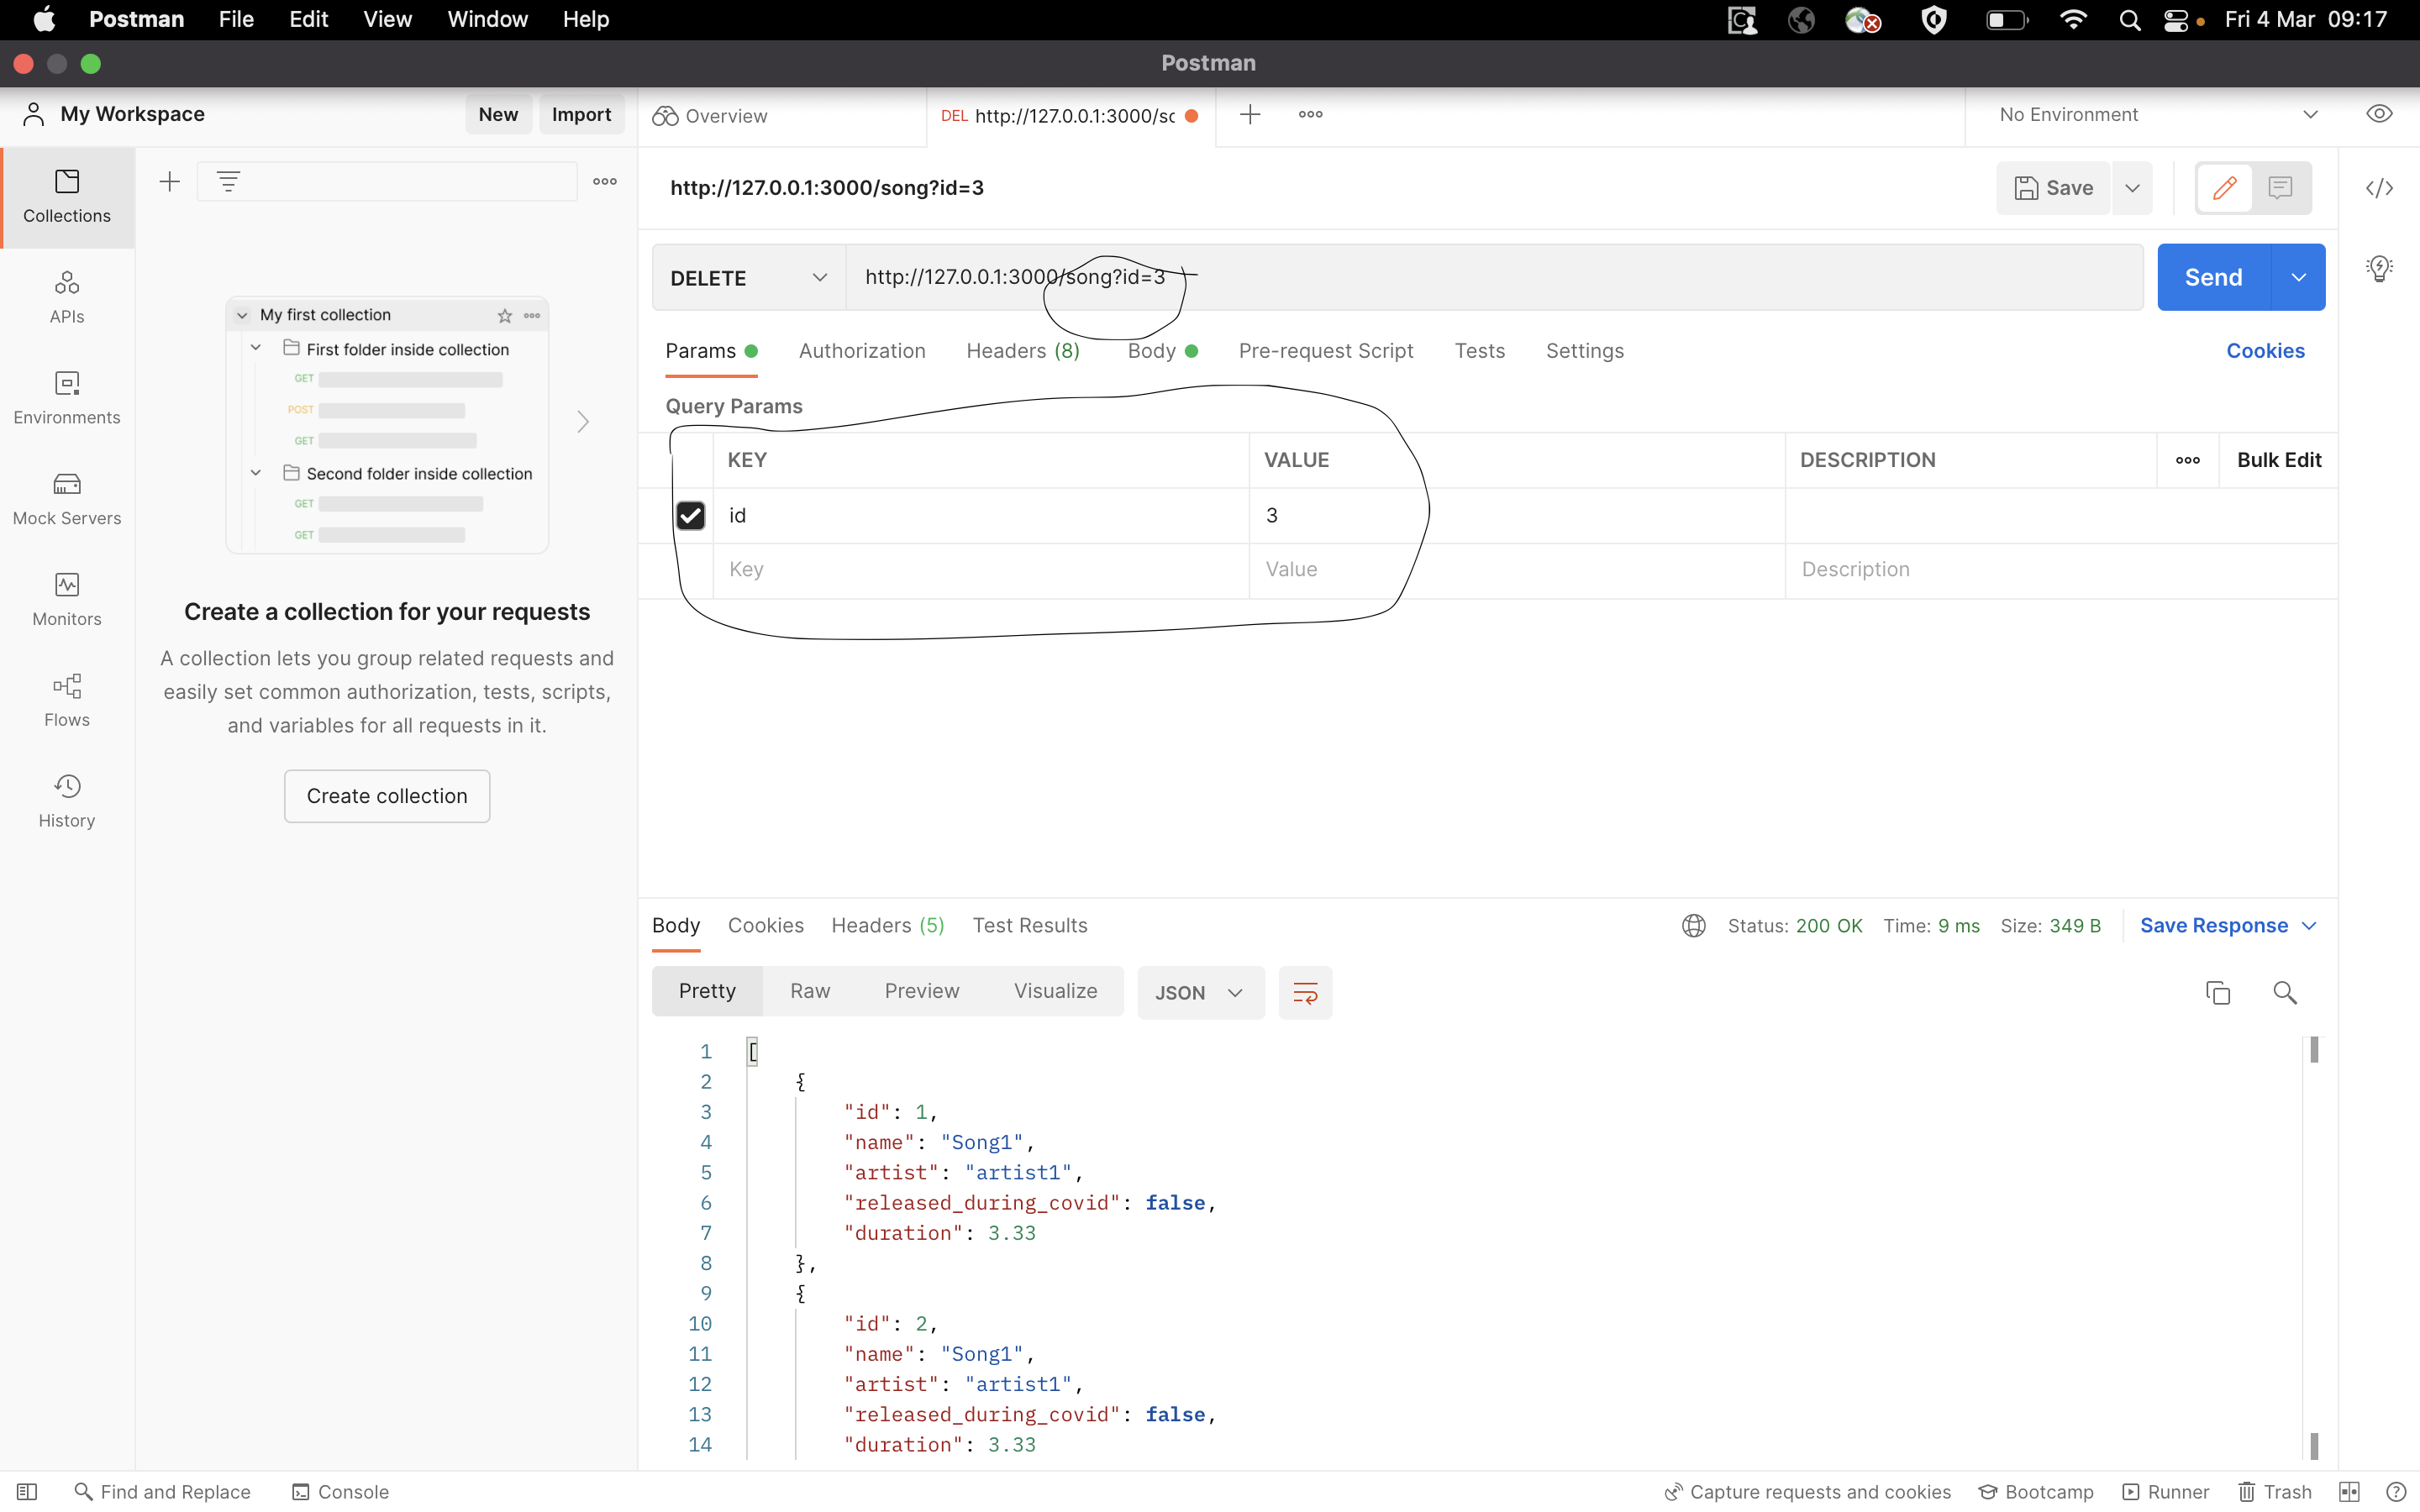 Postman File Edit View Window Help Fri 4 Mar 09:17
Postman
My Workspace New Import Overview DEL http://127.0.0.1:3000/sc No Environment
Collections
http://127.0.0.1:3000/song?id=3 Save
DELETE http://127.0.0.1:3000/song?id=3 Send
APIs
My first collection
First folder inside collection
GET
POST
GET
Second folder inside collection
GET
GET
Params Authorization Headers (8) Body Pre-request Script Tests Settings Cookies
Query Params
Environments
KEY VALUE DESCRIPTION Bulk Edit
id 3
Mock Servers
Key Value Description
Monitors
Create a collection for your requests
A collection lets you group related requests and
easily set common authorization, tests, scripts,
and variables for all requests in it.
Flows
Create collection
History
Body Cookies Headers (5) Test Results Status: 200 OK Time: 9 ms Size: 349 B Save Response
Pretty Raw Preview Visualize JSON
1 [
2 {
3 "id": 1,
4 "name": "Song1",
5 "artist": "artist1",
6 "released_during_covid": false,
7 "duration": 3.33
8 },
9 {
10 "id": 2,
11 "name": "Song1",
12 "artist": "artist1",
13 "released_during_covid": false,
14 "duration": 3.33
Find and Replace Console Capture requests and cookies Bootcamp Runner Trash